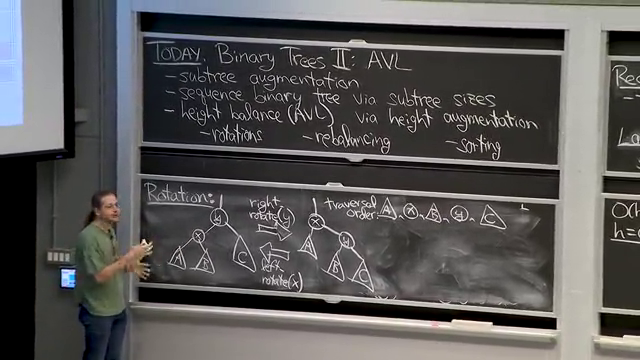 TODAY: Binary Trees II: AVL
- subtree augmentation
- sequence binary tree via subtree sizes
- height balance (AVL) via height augmentation
- rotations - rebalancing - sorting
Rotation:
right
rotate(y)
left
rotate(x)
y
x
A
B
C
x
A
y
B
C
traversal
order: A, x, B, y, C
h=